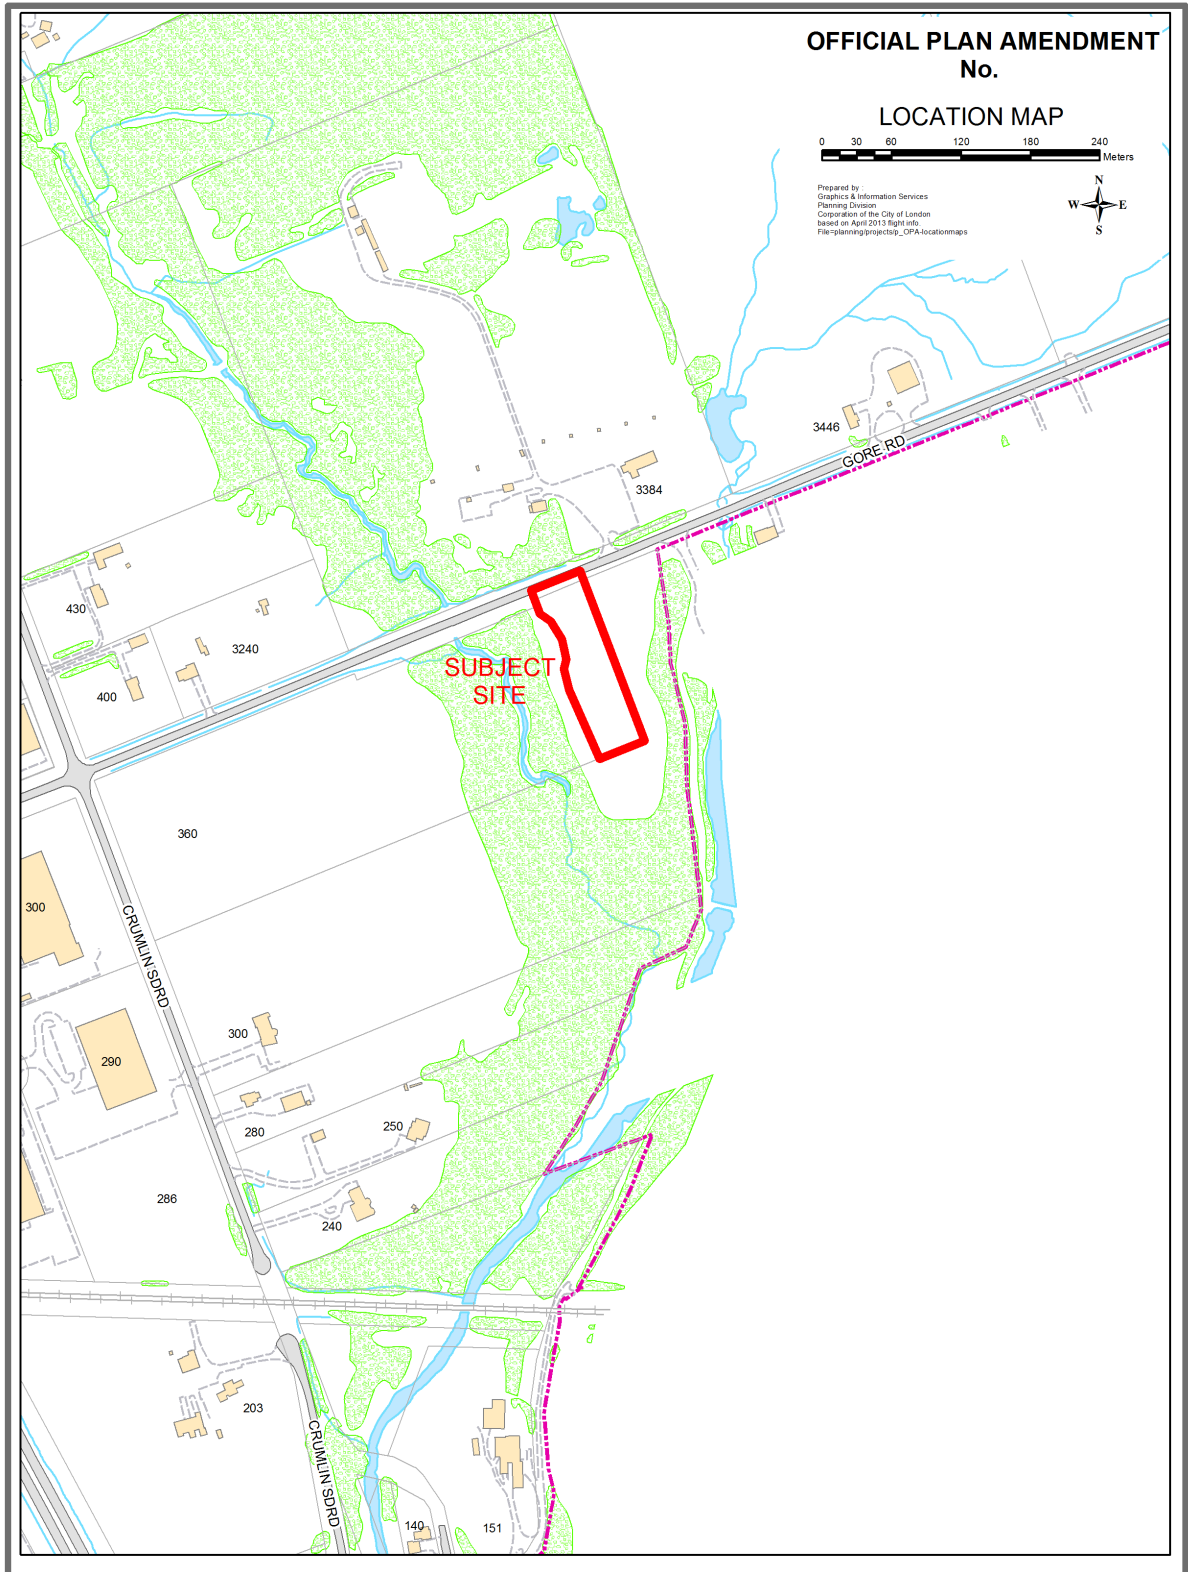 OFFICIAL PLAN AMENDMENT
No.
LOCATION MAP
0 30 60 120 180 240
Meters
Prepared by :
Graphics & Information Services
Planning Division
Corporation of the City of London
based on April 2013 flight info.
File=planning/projects/p_OPA-locationmaps
N
W E
S
3446
GORE RD
3384
430
3240
400
SUBJECT
SITE
360
300
CRUMLIN SDRD
300
290
280
250
286
240
203
CRUMLIN SDRD
140
151